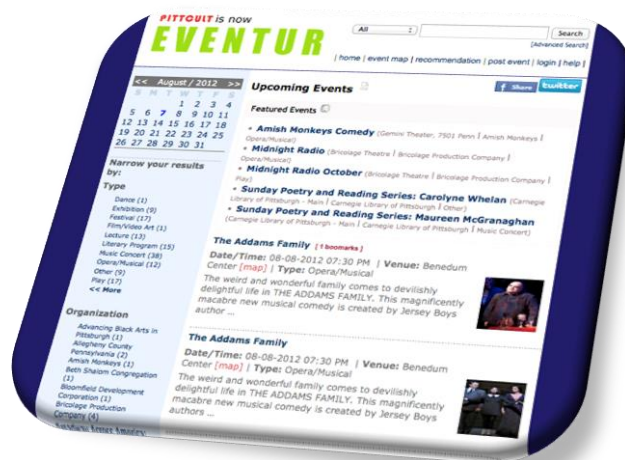 PITTCULT is now
EVENTUR
All
Search
[Advanced Search]
| home | event map | recommendation | post event | login | help |
<< August / 2012 >>
S M T W T F S
1 2 3 4
5 6 7 8 9 10 11
12 13 14 15 16 17 18
19 20 21 22 23 24 25
26 27 28 29 30 31
Narrow your results
by:
Type
Dance (1)
Exhibition (9)
Festival (17)
Film/Video Art (1)
Lecture (13)
Literary Program (15)
Music Concert (38)
Opera/Musical (12)
Other (9)
Play (17)
<< More
Organization
Advancing Black Arts in
Pittsburgh (1)
Allegheny County
Pennsylvania (2)
Amish Monkeys (1)
Beth Shalom Congregation
(1)
Bloomfield Development
Corporation (1)
Bricolage Production
Company (4)
Upcoming Events
f Share
twitter
Featured Events
• Amish Monkeys Comedy (Gemini Theater, 7501 Penn | Amish Monkeys |
Opera/Musical)
• Midnight Radio (Bricolage Theatre | Bricolage Production Company |
Opera/Musical)
• Midnight Radio October (Bricolage Theatre | Bricolage Production Company |
Play)
• Sunday Poetry and Reading Series: Carolyne Whelan (Carnegie
Library of Pittsburgh - Main | Carnegie Library of Pittsburgh | Other)
• Sunday Poetry and Reading Series: Maureen McGranaghan
(Carnegie Library of Pittsburgh - Main | Carnegie Library of Pittsburgh | Music Concert)
The Addams Family [ 1 boomarks ]
Date/Time: 08-08-2012 07:30 PM | Venue: Benedum
Center [map] | Type: Opera/Musical
The weird and wonderful family comes to devilishly
delightful life in THE ADDAMS FAMILY. This magnificently
macabre new musical comedy is created by Jersey Boys
author ...
The Addams Family
Date/Time: 08-08-2012 07:30 PM | Venue: Benedum
Center [map] | Type: Opera/Musical
The weird and wonderful family comes to devilishly
delightful life in THE ADDAMS FAMILY. This magnificently
macabre new musical comedy is created by Jersey Boys
authors ...